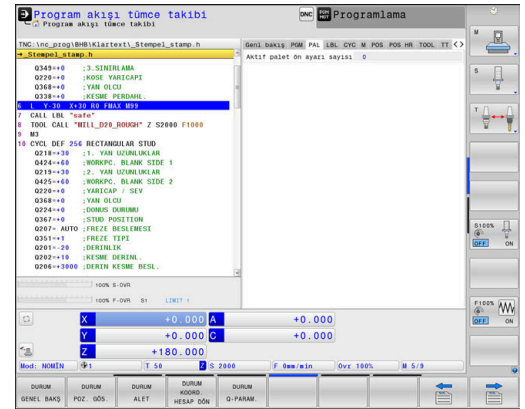 Program akışı tümce takibi
Program akışı tümce takibi
DNC
Programlama
TNC:\nc_prog\BHB\Klartext\_Stempel_stamp.h
→_Stempel_stamp.h
Q349=+0 ;3.SINIRLAMA
Q220=+0 ;KOSE YARICAPI
Q368=+0 ;YAN OLCU
Q338=+0 ;KESME PERDAHL.
6 L Y-30 X+30 R0 FMAX M99
7 CALL LBL "safe"
8 TOOL CALL "MILL_D20_ROUGH" Z S2000 F1000
9 M3
10 CYCL DEF 256 RECTANGULAR STUD
Q218=+30 ;1. YAN UZUNLUKLAR
Q424=+60 ;WORKPC. BLANK SIDE 1
Q219=+30 ;2. YAN UZUNLUKLAR
Q425=+60 ;WORKPC. BLANK SIDE 2
Q220=+0 ;YARICAP / SEV
Q368=+0 ;YAN OLCU
Q224=+0 ;DONUS DURUMU
Q367=+0 ;STUD POSITION
Q207= AUTO ;FREZE BESLEMESI
Q351=+1 ;FREZE TIPI
Q201=-20 ;DERINLIK
Q202=+10 ;KESME DERINL.
Q206=+3000 ;DERIN KESME BESL.
Genl bakış PGM PAL LBL CYC M POS POS HR TOOL TT
Aktif palet ön ayarı sayısı 0
100% S-OVR
100% F-OVR S1 LIMIT 1
X +0.000 A +0.000
Y +0.000 C +0.000
Z +180.000
Mod: NOMİN 1 T 50 Z S 2000 F 0mm/min Ovr 100% M 5/9
DURUM GENEL BAKŞ
DURUM POZ. GÖS.
DURUM ALET
DURUM KOORD. HESAP DÖN
DURUM Q-PARAM.
M
S
T
S100%
OFF ON
F100%
OFF ON